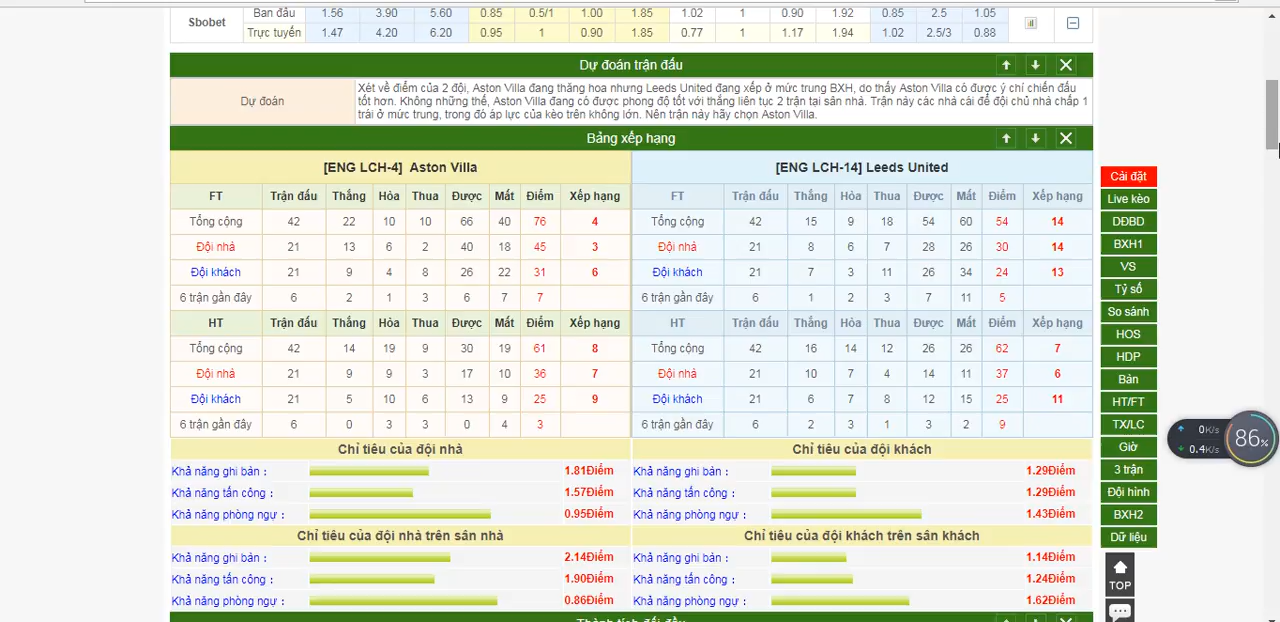 Sbobet
Ban đầu 1.56 3.90 5.60 0.85 0.5/1 1.00 1.85 1.02 1 0.90 1.92 0.85 2.5 1.05
Trực tuyến 1.47 4.20 6.20 0.95 1 0.90 1.85 0.77 1 1.17 1.94 1.02 2.5/3 0.88
Dự đoán trận đấu
Dự đoán
Xét về điểm của 2 đội, Aston Villa đang thăng hoa nhưng Leeds United đang xếp ở mức trung BXH, do thấy Aston Villa có được ý chí chiến đấu
tốt hơn. Không những thế, Aston Villa đang có được phong độ tốt với thắng liên tục 2 trận tại sân nhà. Trận này các nhà cái để đội chủ nhà chấp 1
trái ở mức trung, trong đó áp lực của kèo trên không lớn. Nên trận này hãy chọn Aston Villa.
Bảng xếp hạng
[ENG LCH-4] Aston Villa [ENG LCH-14] Leeds United
FT Trận đấu Thắng Hòa Thua Được Mất Điểm Xếp hạng FT Trận đấu Thắng Hòa Thua Được Mất Điểm Xếp hạng
Tổng cộng 42 22 10 10 66 40 76 4 Tổng cộng 42 15 9 18 54 60 54 14
Đội nhà 21 13 6 2 40 18 45 3 Đội nhà 21 8 6 7 28 26 30 14
Đội khách 21 9 4 8 26 22 31 6 Đội khách 21 7 3 11 26 34 24 13
6 trận gần đây 6 2 1 3 6 7 7 6 trận gần đây 6 1 2 3 7 11 5
HT Trận đấu Thắng Hòa Thua Được Mất Điểm Xếp hạng HT Trận đấu Thắng Hòa Thua Được Mất Điểm Xếp hạng
Tổng cộng 42 14 19 9 30 19 61 8 Tổng cộng 42 16 14 12 26 26 62 7
Đội nhà 21 9 9 3 17 10 36 7 Đội nhà 21 10 7 4 14 11 37 6
Đội khách 21 5 10 6 13 9 25 9 Đội khách 21 6 7 8 12 15 25 11
6 trận gần đây 6 0 3 3 0 4 3 6 trận gần đây 6 2 3 1 3 2 9
Chỉ tiêu của đội nhà Chỉ tiêu của đội khách
Khả năng ghi bản : 1.81Điểm Khả năng ghi bản : 1.29Điểm
Khả năng tấn công : 1.57Điểm Khả năng tấn công : 1.29Điểm
Khả năng phòng ngự : 0.95Điểm Khả năng phòng ngự : 1.43Điểm
Chỉ tiêu của đội nhà trên sân nhà Chỉ tiêu của đội khách trên sân khách
Khả năng ghi bản : 2.14Điểm Khả năng ghi bản : 1.14Điểm
Khả năng tấn công : 1.90Điểm Khả năng tấn công : 1.24Điểm
Khả năng phòng ngự : 0.86Điểm Khả năng phòng ngự : 1.62Điểm
Cài đặt
Live kèo
DĐBD
BXH1
VS
Tỷ số
So sánh
HOS
HDP
Bản
HT/FT
TX/LC
Giờ
3 trận
Đội hình
BXH2
Dữ liệu
TOP
0K/s
0.4K/s
86%